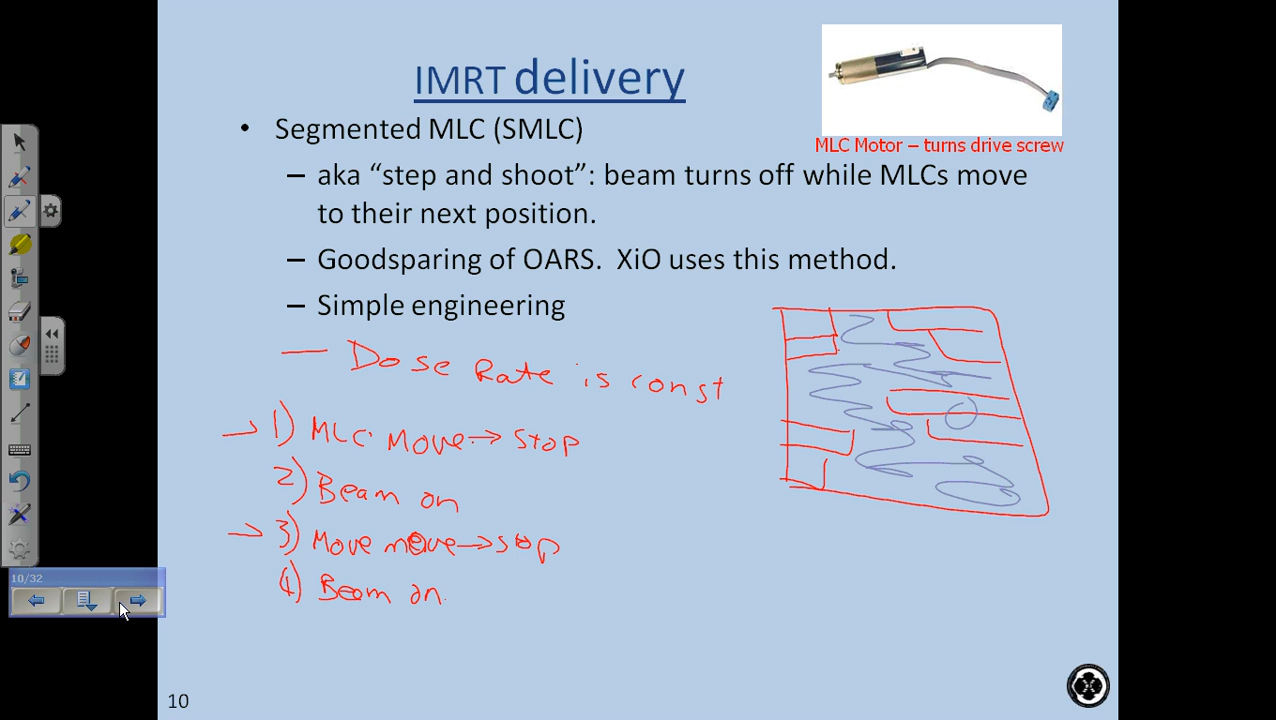 IMRT delivery
MLC Motor – turns drive screw
• Segmented MLC (SMLC)
– aka “step and shoot”: beam turns off while MLCs move
to their next position.
– Goodsparing of OARS. XiO uses this method.
– Simple engineering
— Dose Rate is const
→ 1) MLC Move → stop
2) Beam on
→ 3) Move move → stop
4) Beam on.
10/32
10